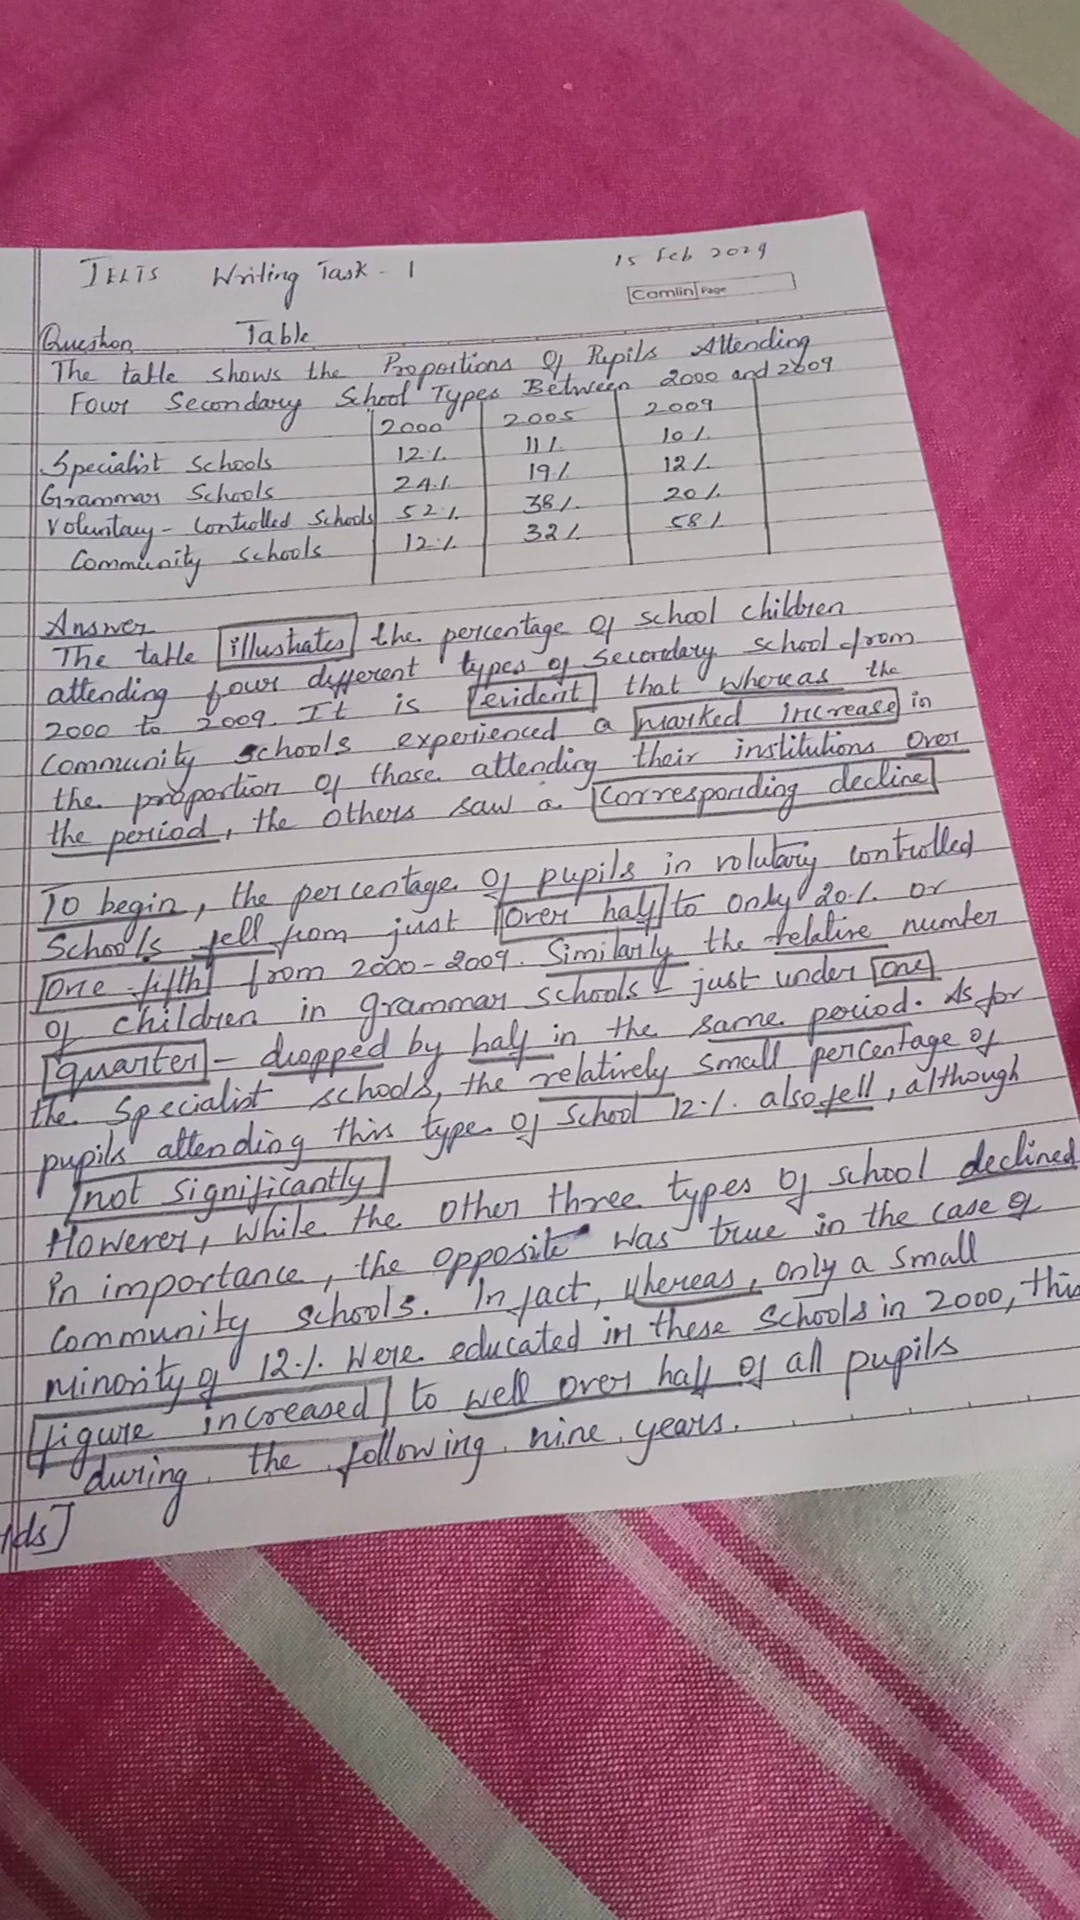 IELTS Writing Task - 1
15 Feb 2024
Comlin Page
Question Table
The table shows the Proportions Of Pupils Attending
Four Secondary School Types Between 2000 and 2009
2000 2005 2009
Specialist Schools 12% 11% 10%
Grammar Schools 24% 19% 12%
Voluntary - Controlled Schools 52% 38% 20%
Community Schools 12% 32% 58%
Answer
The table illustrates the percentage of school children
attending four different types of Secondary school from
2000 to 2009. It is evident that whereas the
community schools experienced a marked increase in
the proportion of those attending their institutions over
the period, the others saw a corresponding decline
To begin, the percentage of pupils in volutary controlled
Schools fell from just over half to only 20% or
one fifth from 2000-2009. Similarly the relative number
of children in grammar schools - just under one
quarter - dropped by half in the same period. As for
the Specialist schools, the relatively small percentage of
pupils attending this type of School 12% also fell, although
not significantly
However, While the other three types of school declined
in importance, the opposite was true in the case of
community schools. In fact, whereas, only a small
minority of 12% Were educated in these Schools in 2000, this
figure increased to well over half of all pupils
during the following nine years.